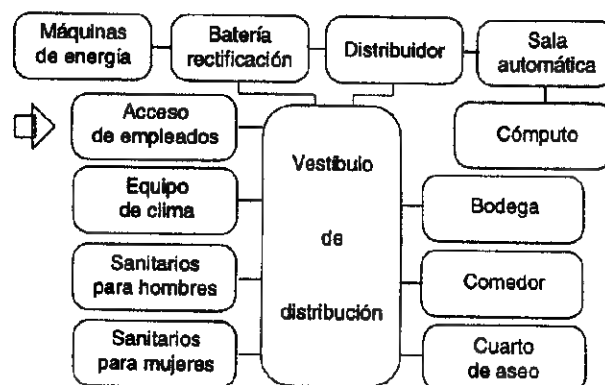 Máquinas
de energía
Batería
rectificación
Distribuidor
Sala
automática
Acceso
de empleados
Cómputo
Vestíbulo
de
distribución
Equipo
de clima
Bodega
Sanitarios
para hombres
Comedor
Sanitarios
para mujeres
Cuarto
de aseo